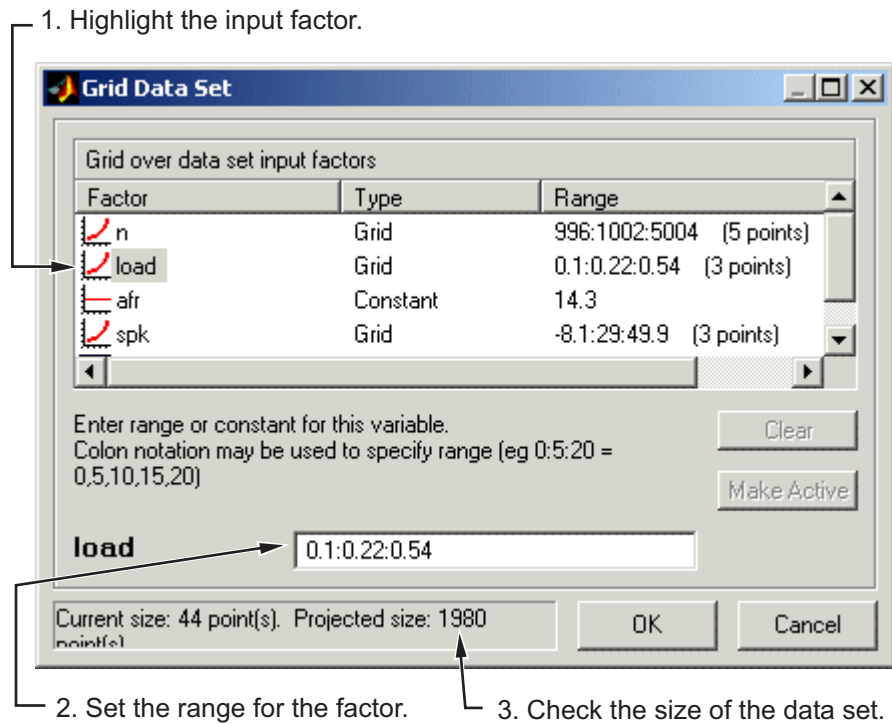 1. Highlight the input factor.
Grid Data Set
Grid over data set input factors
Factor Type Range
n Grid 996:1002:5004 (5 points)
load Grid 0.1:0.22:0.54 (3 points)
afr Constant 14.3
spk Grid -8.1:29:49.9 (3 points)
Enter range or constant for this variable.
Colon notation may be used to specify range (eg 0:5:20 =
0,5,10,15,20)
Clear
Make Active
load 0.1:0.22:0.54
Current size: 44 point(s). Projected size: 1980
point(s)
OK Cancel
2. Set the range for the factor.
3. Check the size of the data set.